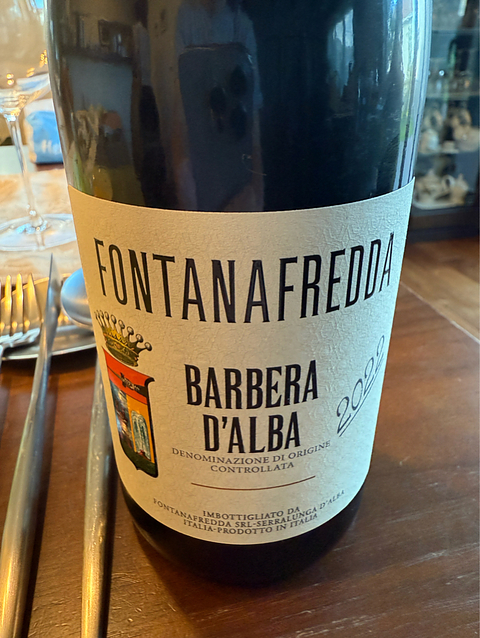 FONTANAFREDDA
BARBERA
D'ALBA
2022
DENOMINAZIONE DI ORIGINE
CONTROLLATA
IMBOTTIGLIATO DA
FONTANAFREDDA SRL-SERRALUNGA D'ALBA
ITALIA-PRODOTTO IN ITALIA